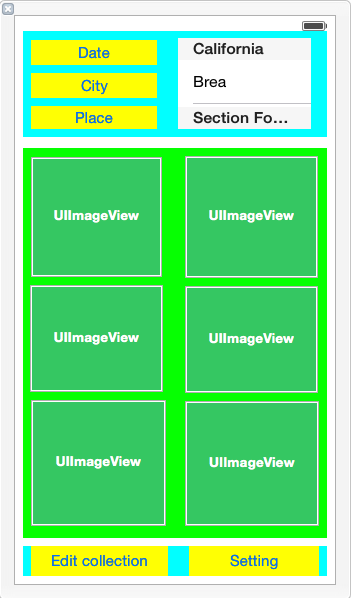 Date
City
Place
California
Brea
Section Fo...
UIImageView
UIImageView
UIImageView
UIImageView
UIImageView
UIImageView
Edit collection
Setting